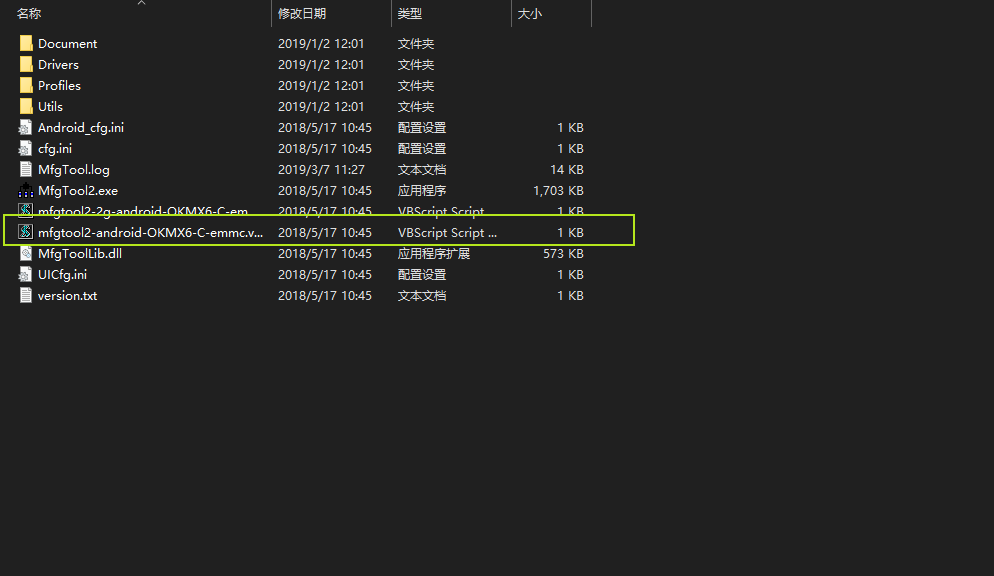 名称 修改日期 类型 大小
Document 2019/1/2 12:01 文件夹
Drivers 2019/1/2 12:01 文件夹
Profiles 2019/1/2 12:01 文件夹
Utils 2019/1/2 12:01 文件夹
Android_cfg.ini 2018/5/17 10:45 配置设置 1 KB
cfg.ini 2018/5/17 10:45 配置设置 1 KB
MfgTool.log 2019/3/7 11:27 文本文档 14 KB
MfgTool2.exe 2018/5/17 10:45 应用程序 1,703 KB
mfgtool2-2g-android-OKMX6-C-em... 2018/5/17 10:45 VBScript Script ... 1 KB
mfgtool2-android-OKMX6-C-emmc.v... 2018/5/17 10:45 VBScript Script ... 1 KB
MfgToolLib.dll 2018/5/17 10:45 应用程序扩展 573 KB
UICfg.ini 2018/5/17 10:45 配置设置 1 KB
version.txt 2018/5/17 10:45 文本文档 1 KB